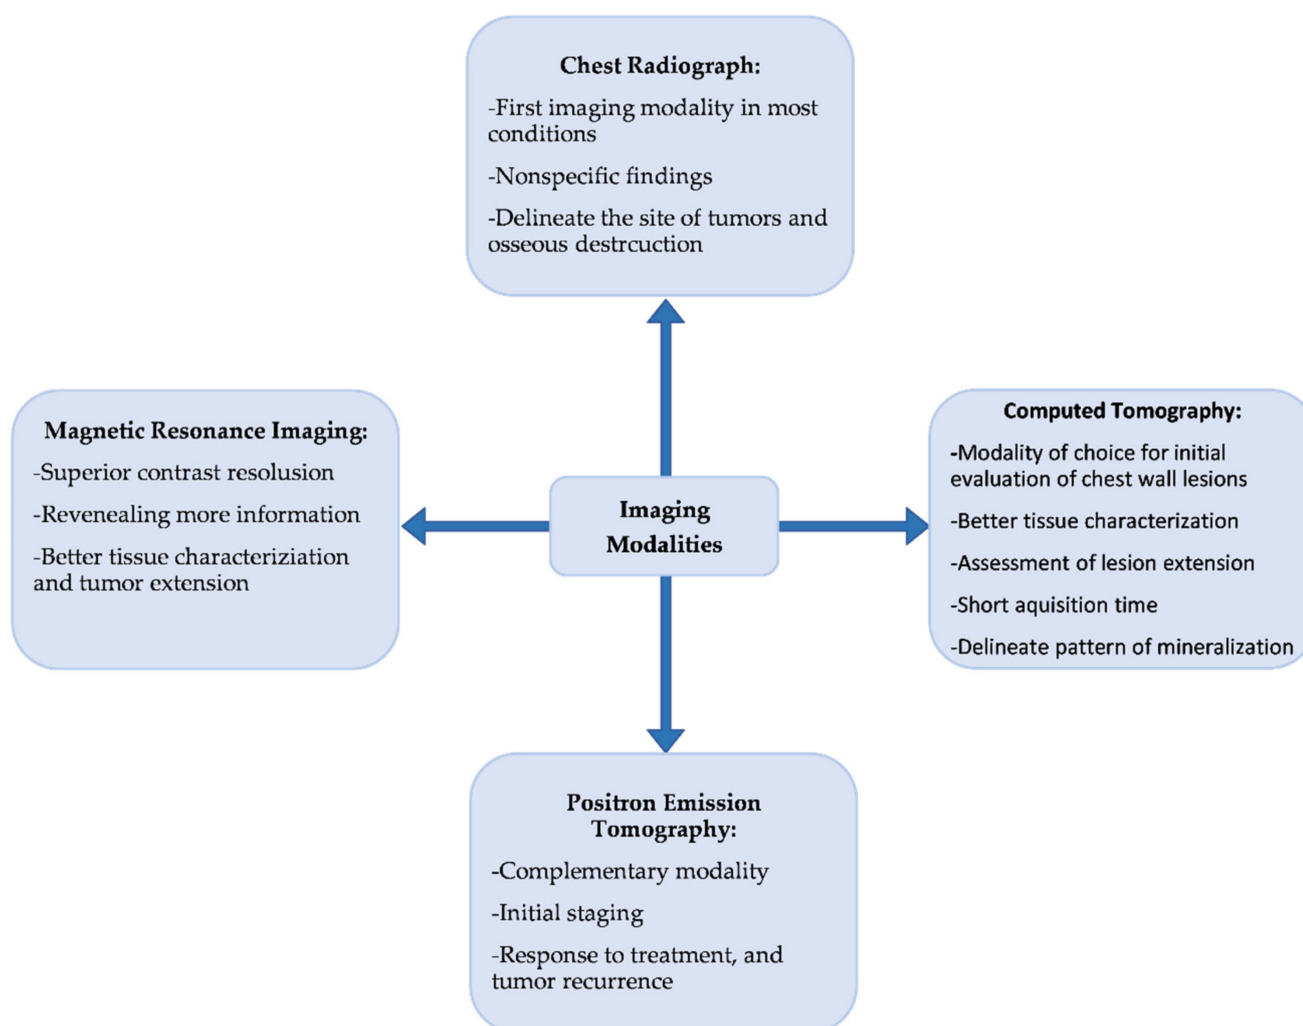 Chest Radiograph:
-First imaging modality in most
conditions
-Nonspecific findings
-Delineate the site of tumors and
osseous destrcuction
Magnetic Resonance Imaging:
-Superior contrast resolusion
-Revenealing more information
-Better tissue characteriziation
and tumor extension
Imaging
Modalities
Computed Tomography:
-Modality of choice for initial
evaluation of chest wall lesions
-Better tissue characterization
-Assessment of lesion extension
-Short aquisition time
-Delineate pattern of mineralization
Positron Emission
Tomography:
-Complementary modality
-Initial staging
-Response to treatment, and
tumor recurrence